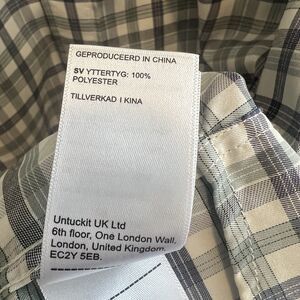 GEPRODUCEERD IN CHINA
SV YTTERTYG: 100%
POLYESTER
TILLVERKAD I KINA
Untuckit UK Ltd
6th floor, One London Wall,
London, United Kingdom,
EC2Y 5EB.